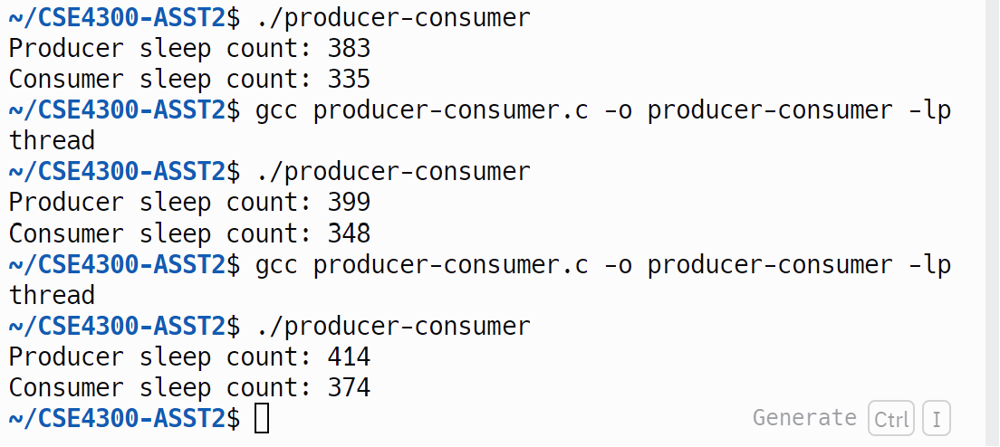 ~/CSE4300-ASST2$ ./producer-consumer
Producer sleep count: 383
Consumer sleep count: 335
~/CSE4300-ASST2$ gcc producer-consumer.c -o producer-consumer -lp
thread
~/CSE4300-ASST2$ ./producer-consumer
Producer sleep count: 399
Consumer sleep count: 348
~/CSE4300-ASST2$ gcc producer-consumer.c -o producer-consumer -lp
thread
~/CSE4300-ASST2$ ./producer-consumer
Producer sleep count: 414
Consumer sleep count: 374
~/CSE4300-ASST2$ Generate Ctrl I